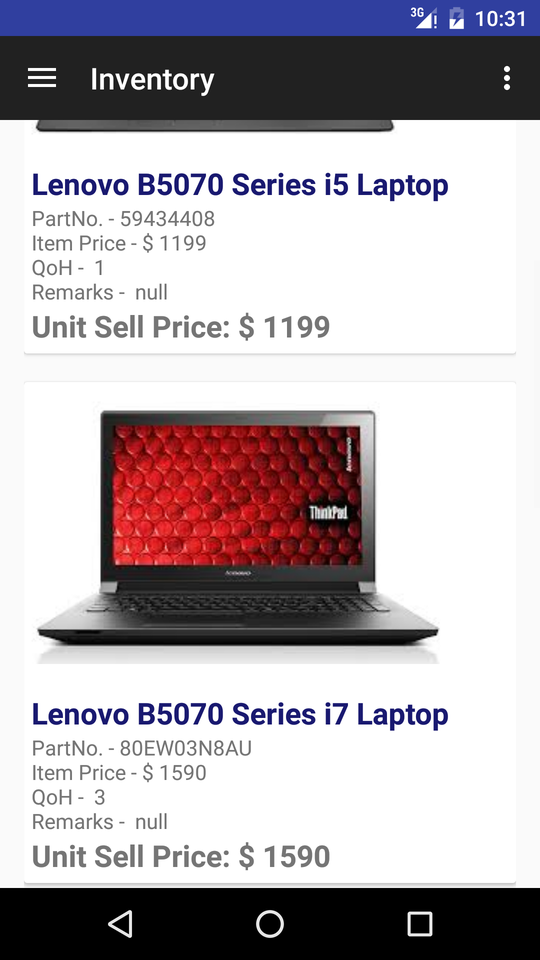 3G 10:31
Inventory
Lenovo B5070 Series i5 Laptop
PartNo. - 59434408
Item Price - $ 1199
QoH -  1
Remarks -  null
Unit Sell Price: $ 1199
lenovo
ThinkPad
lenovo
Lenovo B5070 Series i7 Laptop
PartNo. - 80EW03N8AU
Item Price - $ 1590
QoH -  3
Remarks -  null
Unit Sell Price: $ 1590